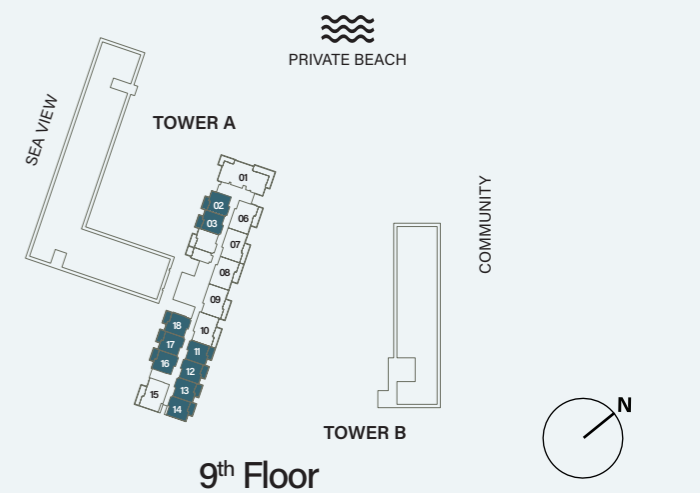 PRIVATE BEACH
SEA VIEW
TOWER A
COMMUNITY
01
02
03
06
07
08
09
10
18
17
16
11
12
13
14
15
TOWER B
N
9th Floor